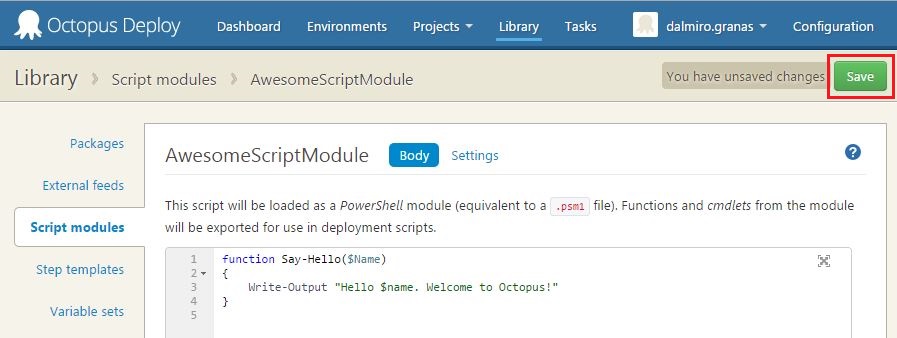 Octopus Deploy Dashboard Environments Projects Library Tasks dalmiro.granas Configuration
Library Script modules AwesomeScriptModule You have unsaved changes Save
Packages
External feeds
Script modules
Step templates
Variable sets
AwesomeScriptModule Body Settings ?
This script will be loaded as a PowerShell module (equivalent to a .psm1 file). Functions and cmdlets from the module
will be exported for use in deployment scripts.
1 function Say-Hello($Name)
2 {
3 Write-Output "Hello $name. Welcome to Octopus!"
4 }
5